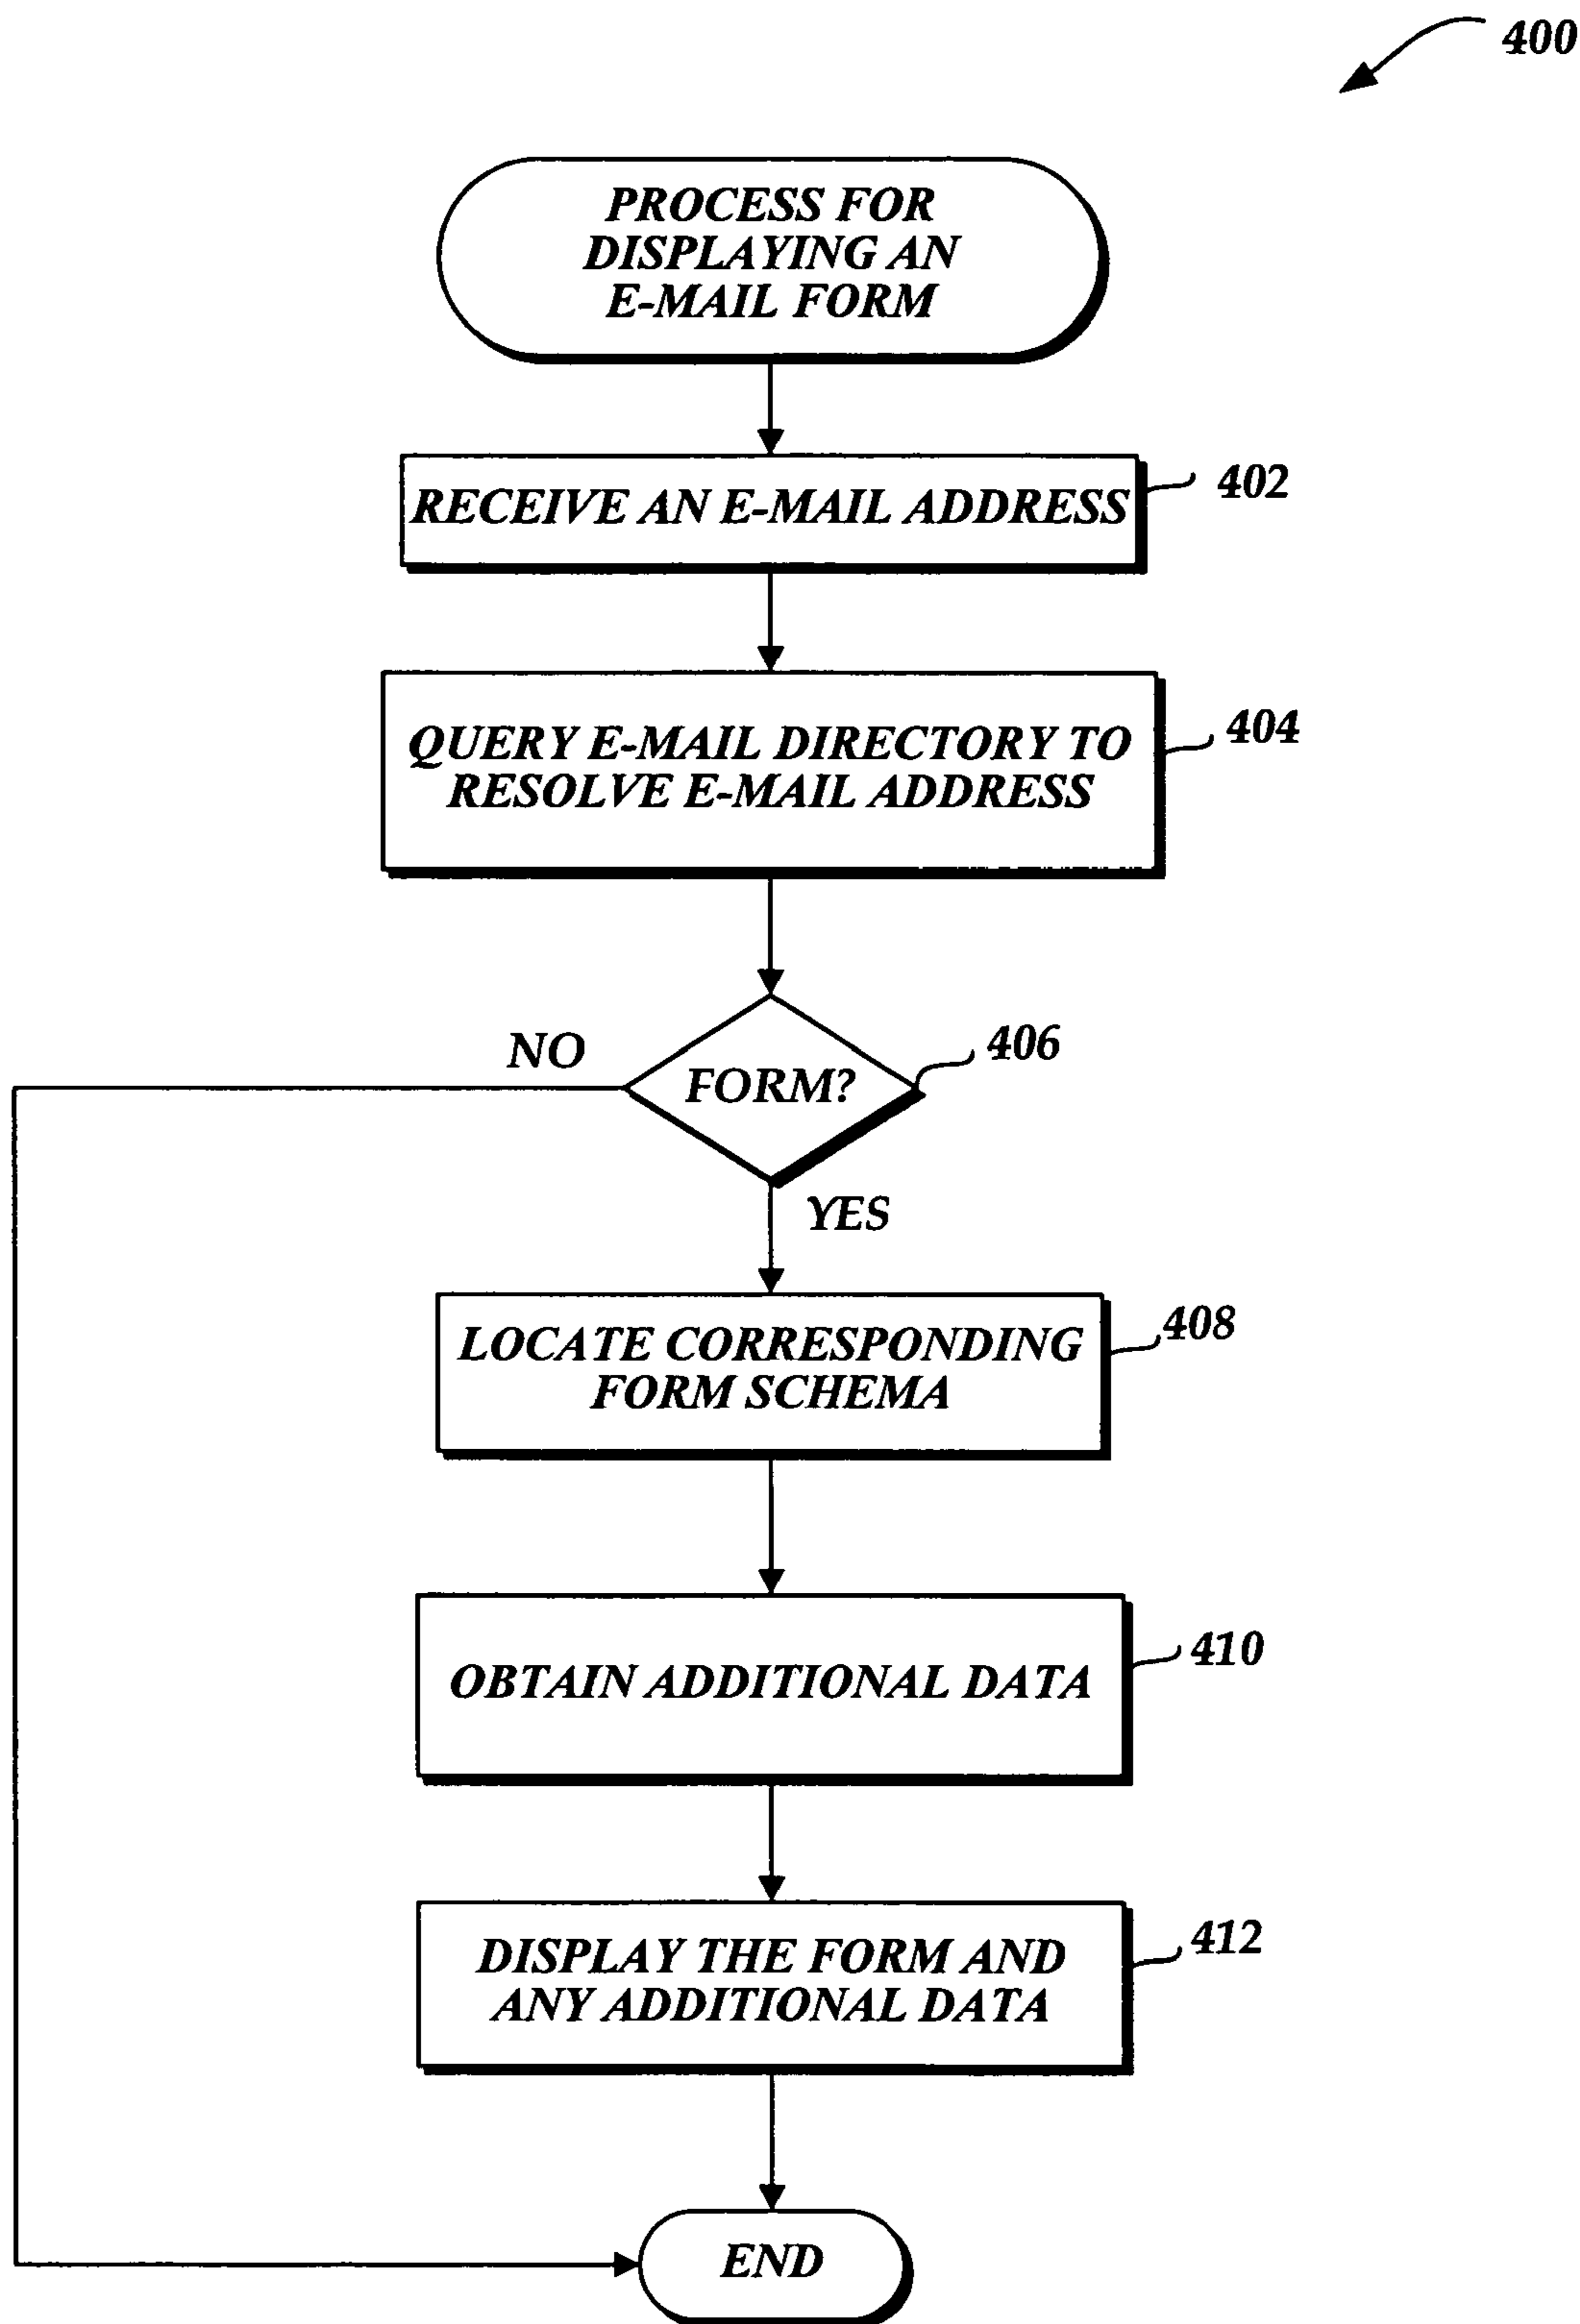 400
PROCESS FOR
DISPLAYING AN
E-MAIL FORM
RECEIVE AN E-MAIL ADDRESS
402
QUERY E-MAIL DIRECTORY TO
RESOLVE E-MAIL ADDRESS
404
NO
FORM?
406
YES
LOCATE CORRESPONDING
FORM SCHEMA
408
OBTAIN ADDITIONAL DATA
410
DISPLAY THE FORM AND
ANY ADDITIONAL DATA
412
END